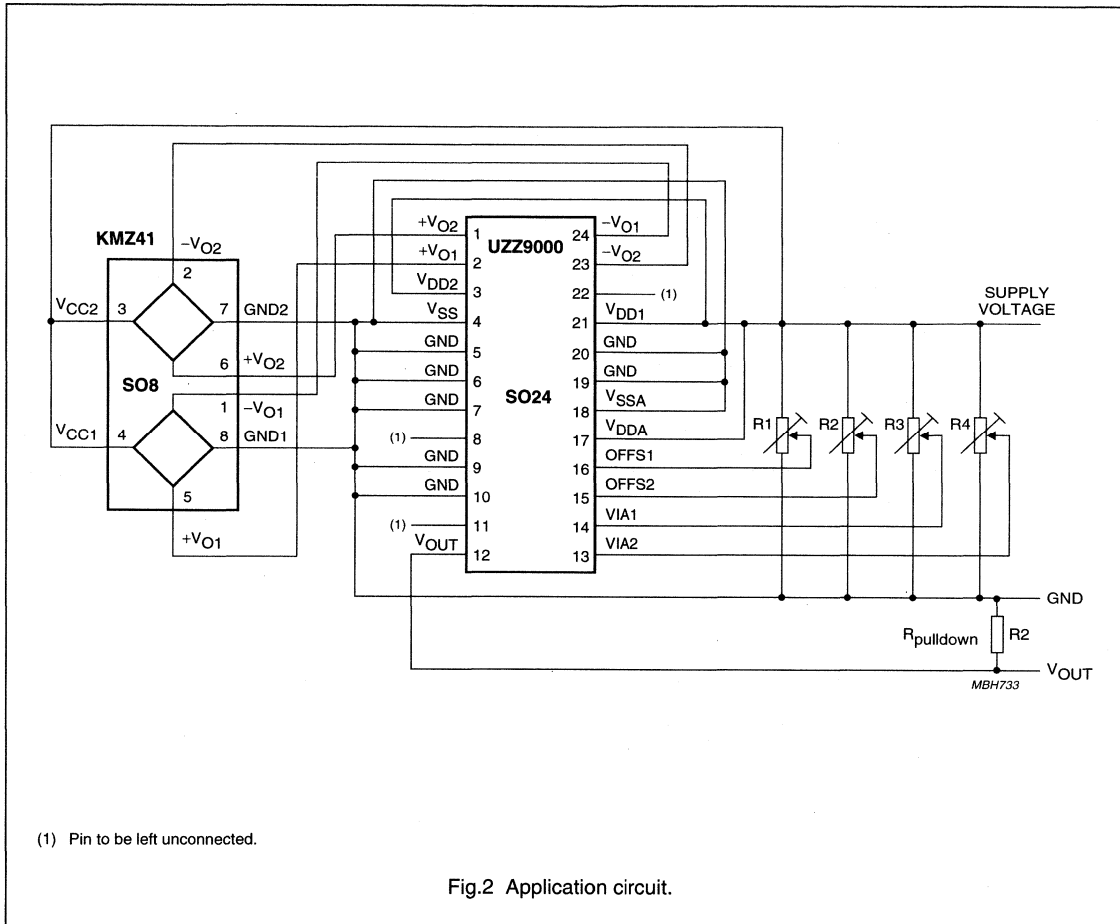 KMZ41
SO8
VCC2
VCC1
3
4
−VO2
2
7
GND2
6
+VO2
1
−VO1
8
GND1
5
+VO1
UZZ9000
SO24
+VO2
1
+VO1
2
VDD2
3
VSS
4
GND
5
GND
6
GND
7
(1)
8
GND
9
GND
10
(1)
11
VOUT
12
24
−VO1
23
−VO2
22
(1)
21
VDD1
20
GND
19
GND
18
VSSA
17
VDDA
16
OFFS1
15
OFFS2
14
VIA1
13
VIA2
SUPPLY
VOLTAGE
R1
R2
R3
R4
GND
Rpulldown
R2
VOUT
MBH733
(1) Pin to be left unconnected.
Fig.2 Application circuit.